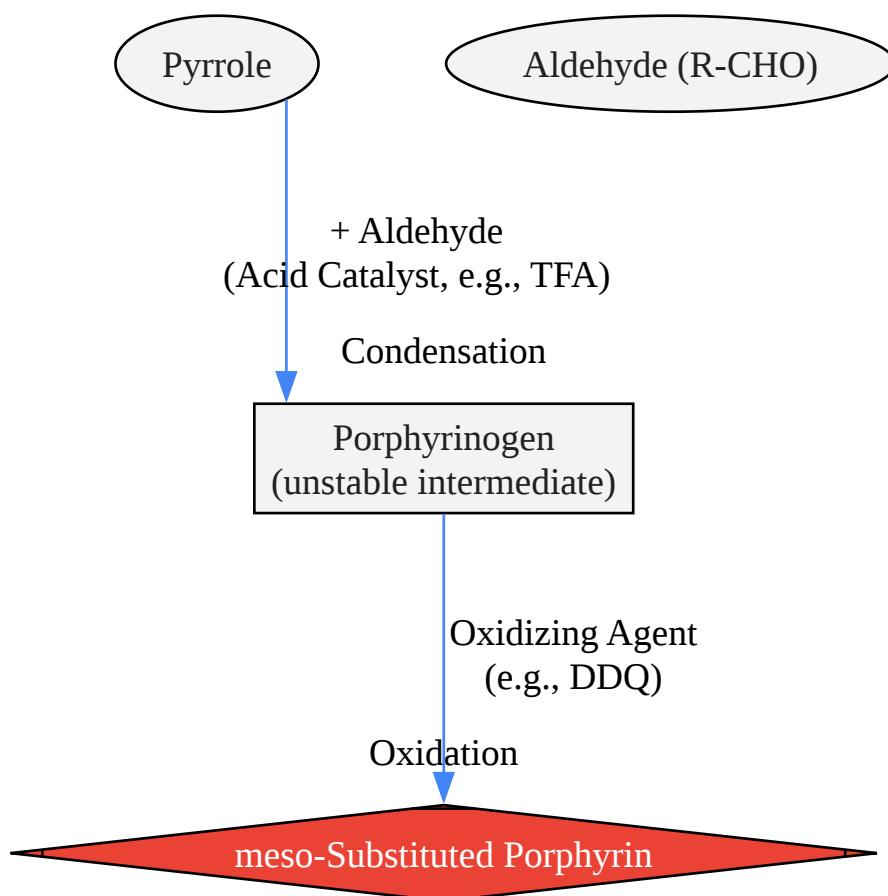 Pyrrole
Aldehyde (R-CHO)
+ Aldehyde
(Acid Catalyst, e.g., TFA)
Condensation
Porphyrinogen
(unstable intermediate)
Oxidizing Agent
(e.g., DDQ)
Oxidation
meso-Substituted Porphyrin